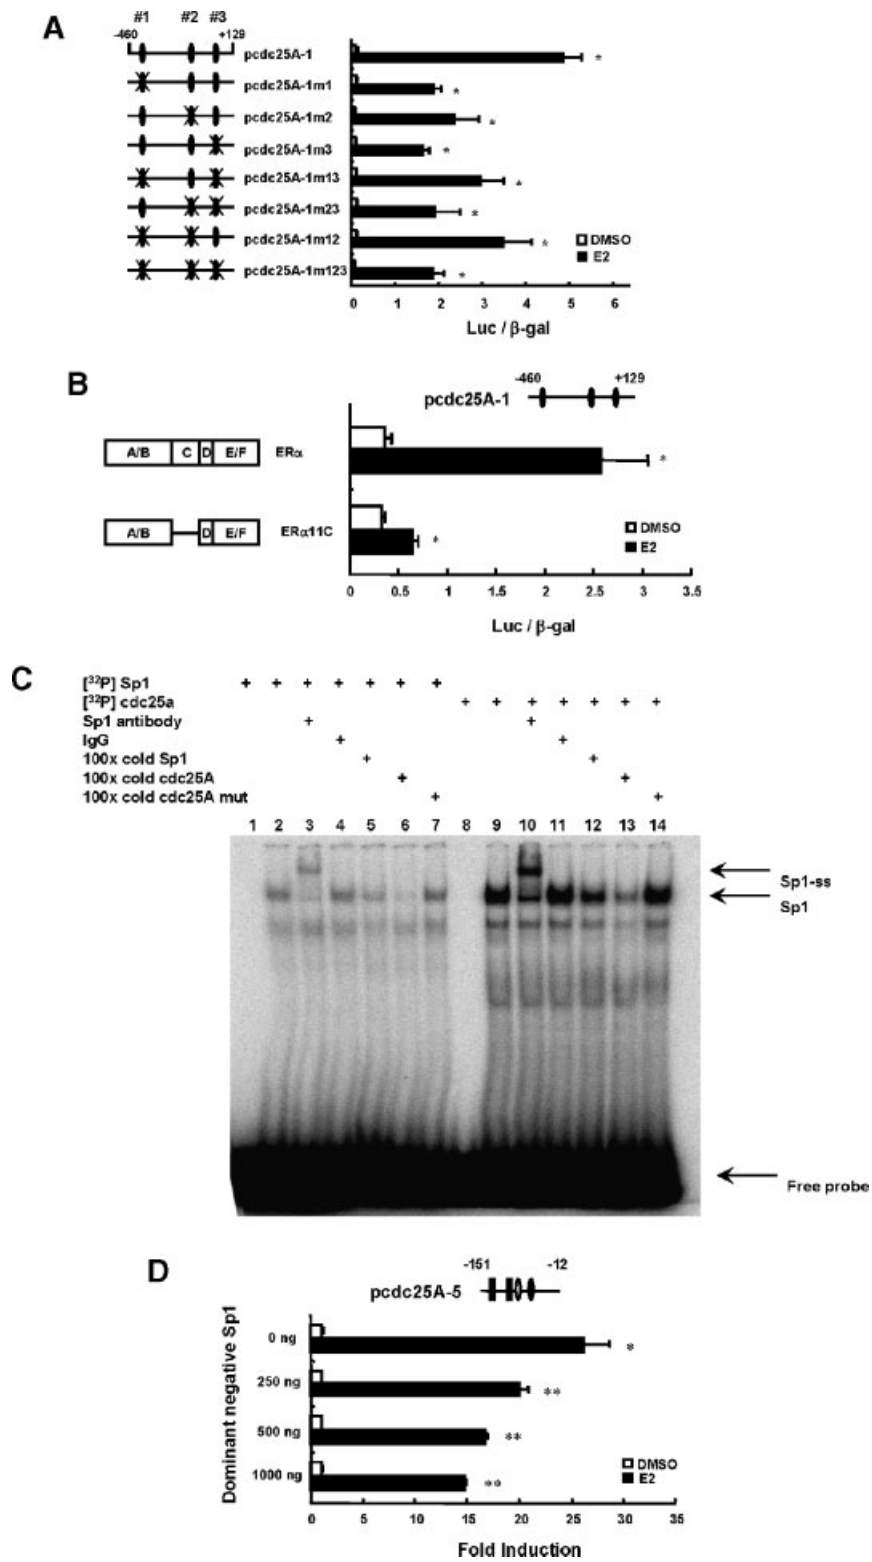 A
#1 #2 #3
-460 +129
pcdc25A-1 *
pcdc25A-1m1 *
pcdc25A-1m2 *
pcdc25A-1m3 *
pcdc25A-1m13 *
pcdc25A-1m23 *
pcdc25A-1m12 *
pcdc25A-1m123 *
DMSO
E2
0 1 2 3 4 5 6
Luc / β-gal
B
pcdc25A-1 -460 +129
A/B C D E/F ERα *
A/B D E/F ERα11C *
DMSO
E2
0 0.5 1 1.5 2 2.5 3 3.5
Luc / β-gal
C
[³²P] Sp1 + + + + + + +
[³²P] cdc25a + + + + + + +
Sp1 antibody + +
IgG + +
100x cold Sp1 + +
100x cold cdc25A + +
100x cold cdc25A mut + +
1 2 3 4 5 6 7 8 9 10 11 12 13 14
Sp1-ss
Sp1
Free probe
D
-151 -12
pcdc25A-5
Dominant negative Sp1
0 ng *
250 ng **
500 ng **
1000 ng **
DMSO
E2
0 5 10 15 20 25 30 35
Fold Induction